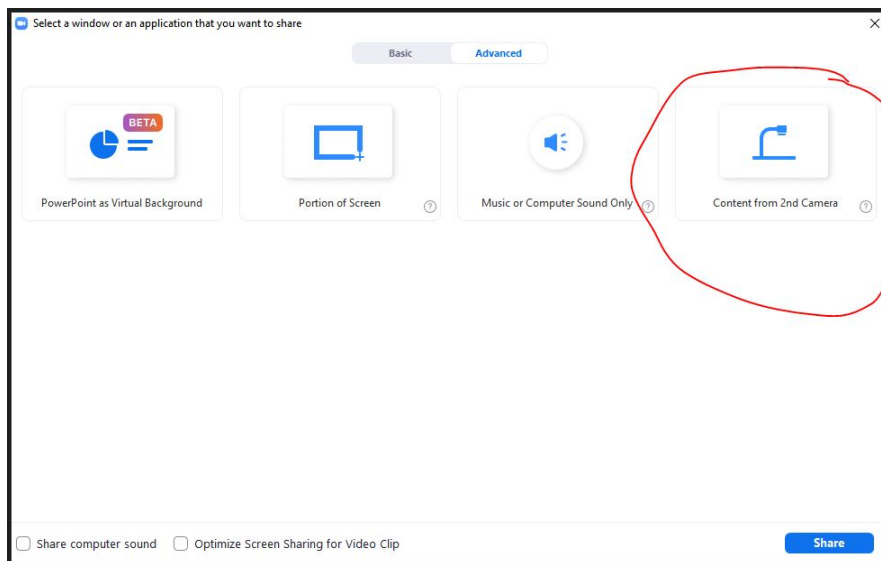 Select a window or an application that you want to share
Basic
Advanced
BETA
PowerPoint as Virtual Background
Portion of Screen
?
Music or Computer Sound Only
?
Content from 2nd Camera
?
Share computer sound
Optimize Screen Sharing for Video Clip
Share